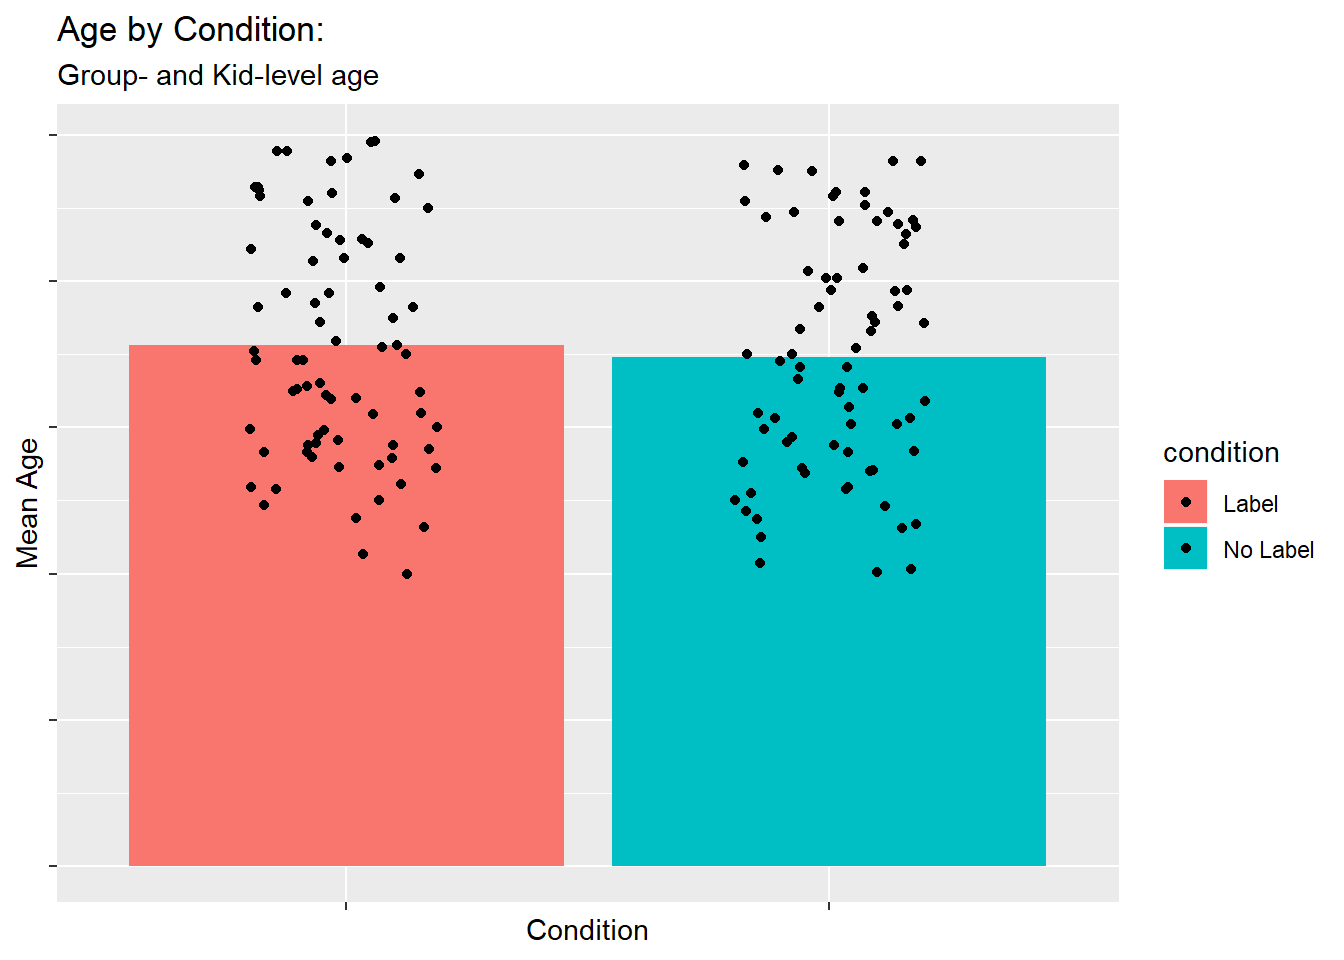 Age by Condition:
Group- and Kid-level age
Mean Age
Condition
condition
Label
No Label